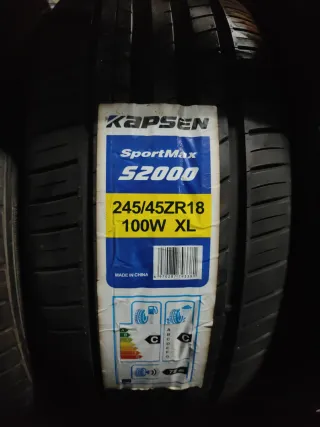 KAPSEN
SportMax
S2000
245/45ZR18
100W XL
MADE IN CHINA
C
C